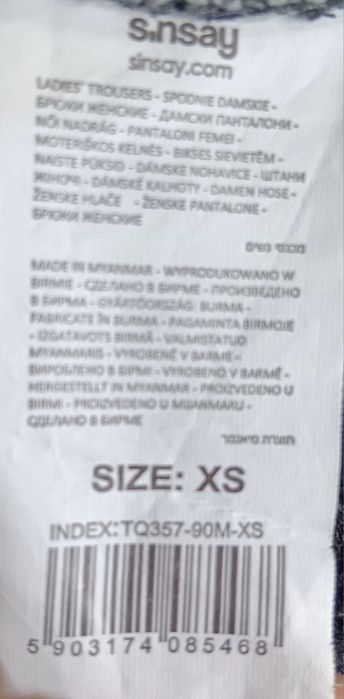 sinsay
sinsay.com
LADIES' TROUSERS - SPODNIE DAMSKIE -
БРЮКИ ЖЕНСКИЕ - ДАМСКИ ПАНТАЛОНИ -
NŐI NADRÁG - PANTALONI FEMEI -
MOTERIŠKOS KELNĖS - BIKSES SIEVIETĒM -
NAISTE PÜKSID - DÁMSKE NOHAVICE - ШТАНИ
ЖІНОЧІ - DÁMSKÉ KALHOTY - DAMEN HOSE -
ŽENSKE HLAČE - ŽENSKE PANTALONE -
БРЮКИ ЖЕНСКИЕ
מכנסי נשים
MADE IN MYANMAR - WYPRODUKOWANO W
BIRMIE - СДЕЛАНО В БИРМЕ - ПРОИЗВЕДЕНО
В БИРМА - GYÁRTÓORSZÁG: BURMA -
FABRICATE ÎN BURMA - PAGAMINTA BIRMOJE
- IZGATAVOTS BIRMĀ - VALMISTATUD
MYANMARIS - VYROBENÉ V BARME -
ВИРОБЛЕНО В БІРМІ - VYROBENO V BARMĚ -
HERGESTELLT IN MYANMAR - PROIZVEDENO U
BIRMI - PROIZVEDENO U MIJANMARU -
СДЕЛАНО В БИРМЕ
תוצרת מיאנמר
SIZE: XS
INDEX:TQ357-90M-XS
5 903174 085468